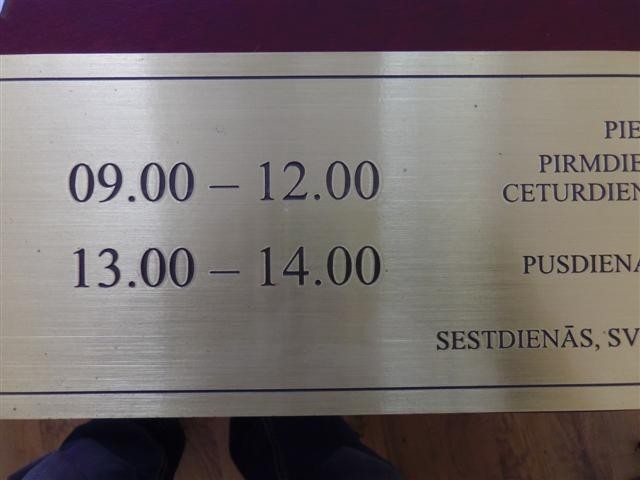 PIE
09.00 – 12.00 PIRMDIE
CETURDIEN
13.00 – 14.00 PUSDIENA
SESTDIENĀS, SV